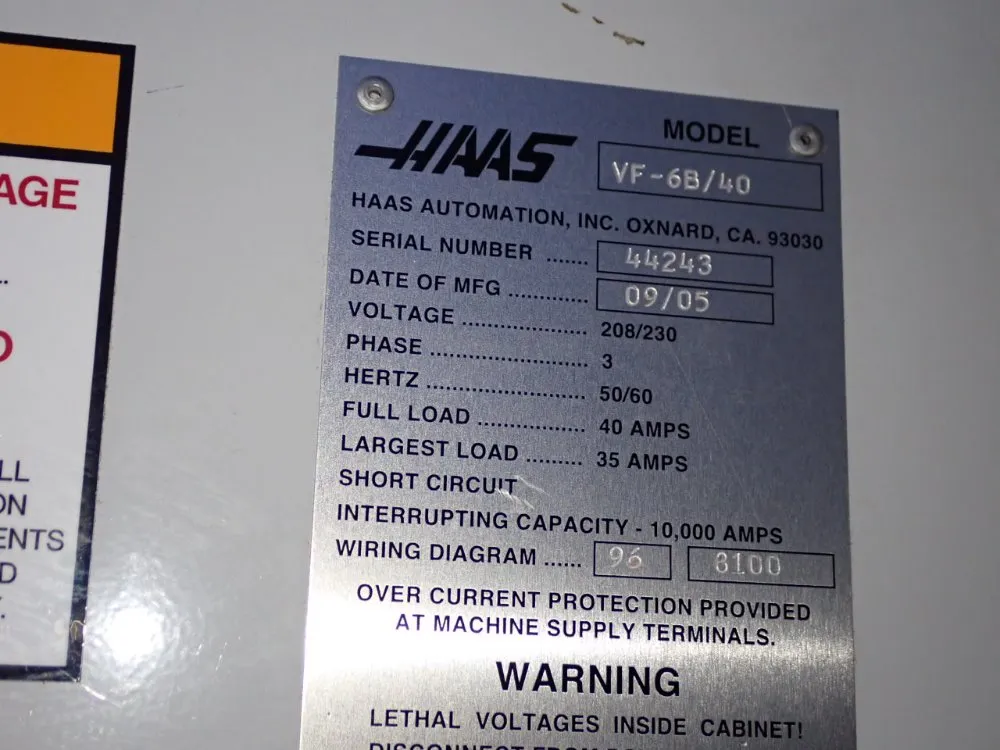 AGE
LL
ON
ENTS
HAAS
MODEL
VF-6B/40
HAAS AUTOMATION, INC. OXNARD, CA. 93030
SERIAL NUMBER ....... 44243
DATE OF MFG ............. 09/05
VOLTAGE .................... 208/230
PHASE ......................... 3
HERTZ ......................... 50/60
FULL LOAD ................. 40 AMPS
LARGEST LOAD ......... 35 AMPS
SHORT CIRCUIT
INTERRUPTING CAPACITY - 10,000 AMPS
WIRING DIAGRAM ...... 96 8100
OVER CURRENT PROTECTION PROVIDED
AT MACHINE SUPPLY TERMINALS.
WARNING
LETHAL VOLTAGES INSIDE CABINET!